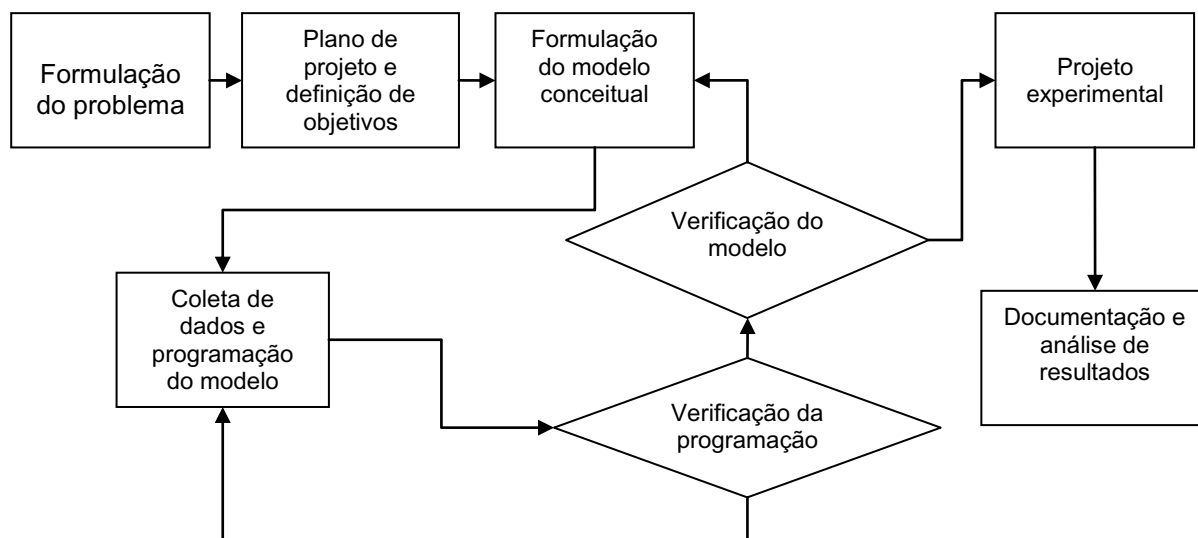 Formulação
do problema
Plano de
projeto e
definição de
objetivos
Formulação
do modelo
conceitual
Projeto
experimental
Verificação do
modelo
Coleta de
dados e
programação
do modelo
Documentação e
análise de
resultados
Verificação da
programação